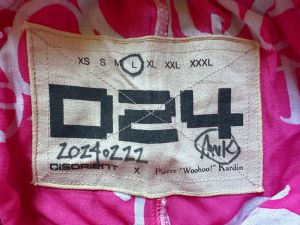 XS S M L XL XXL XXXL
D24
20240222 ANK
DISORIENT X Pierre "Woohoo!" Kardin